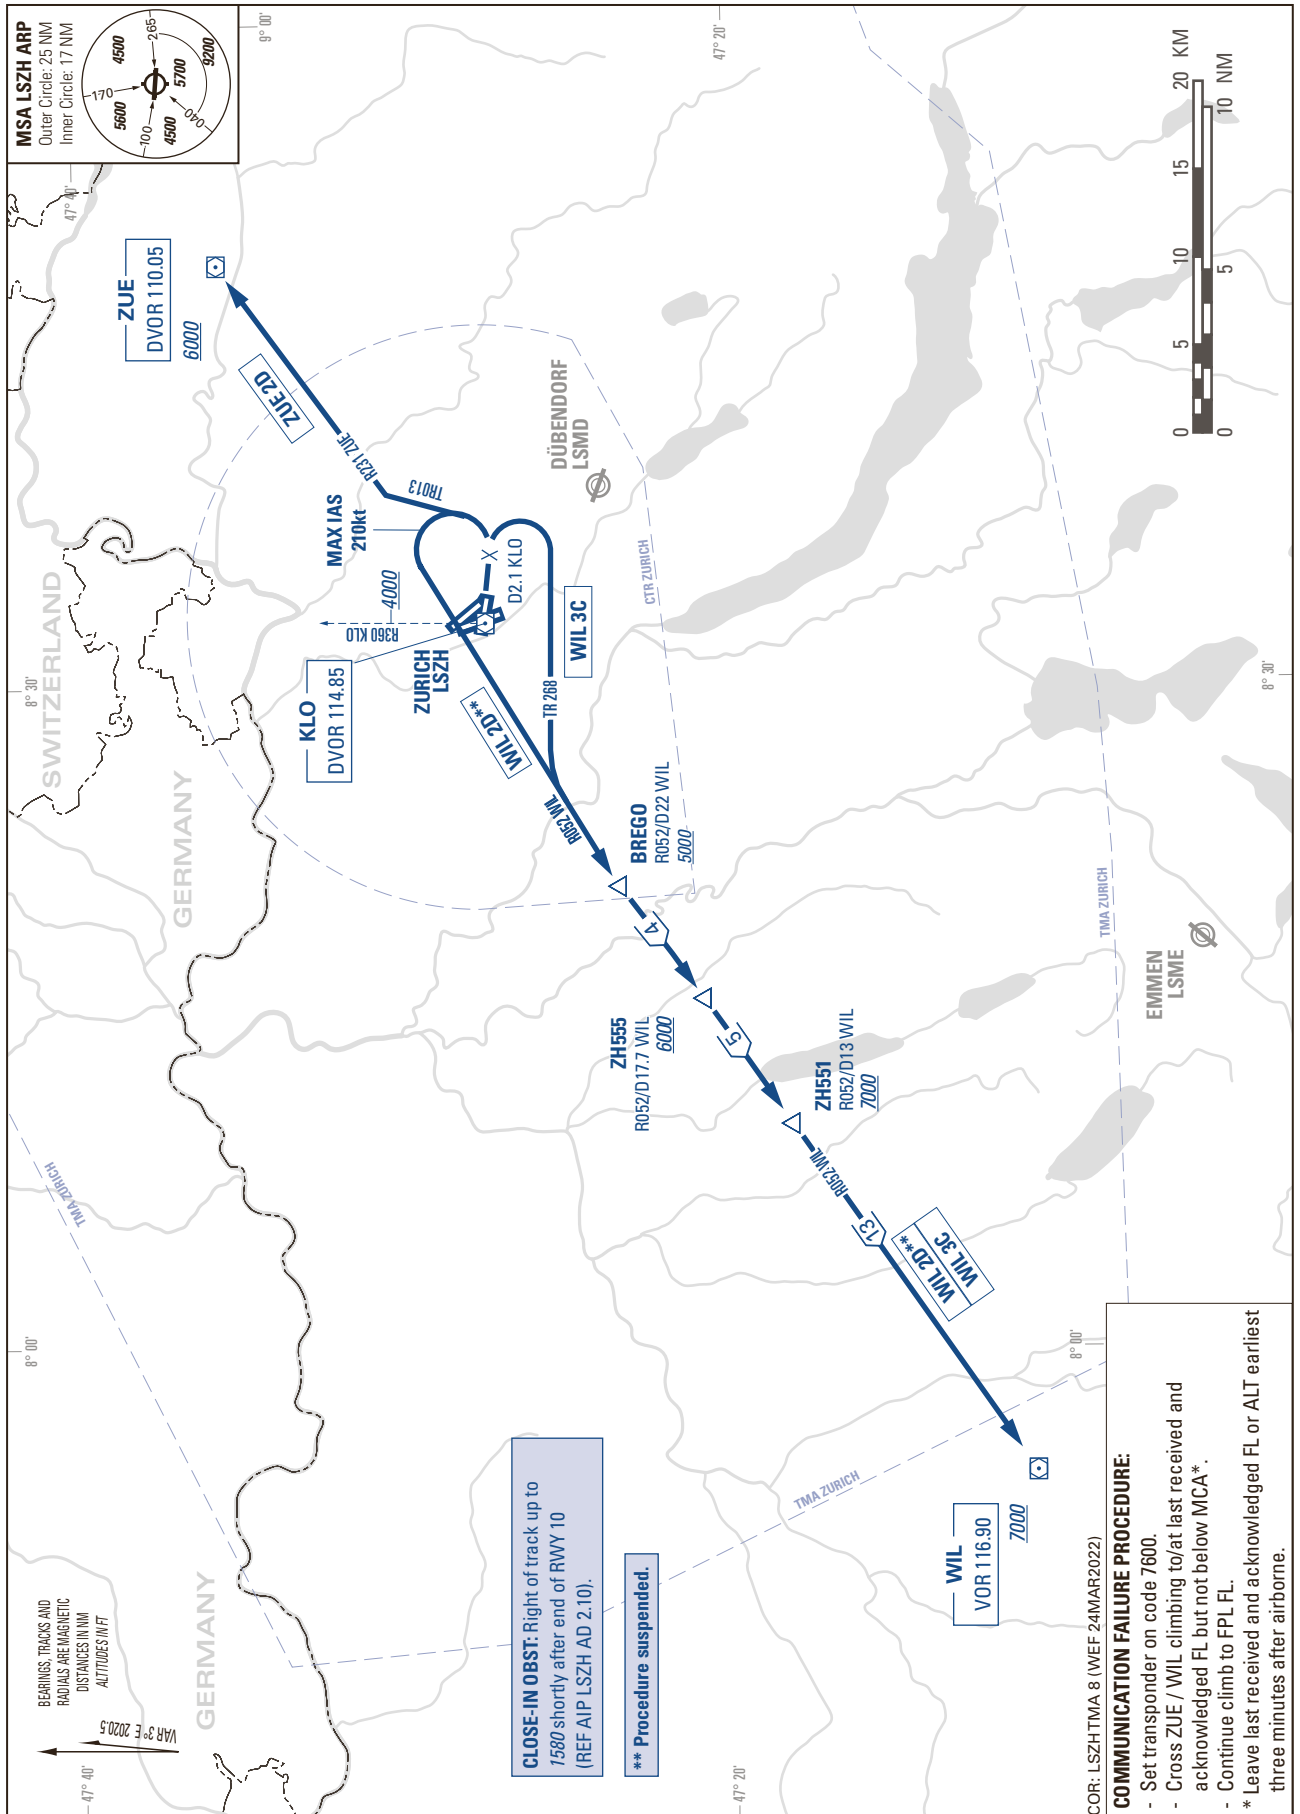 MSA LSZH ARP
Outer Circle: 25 NM
Inner Circle: 17 NM
4500
265
9200
5700
170
5600
100
4500
040
9° 00'
47° 20'
47° 40'
ZUE
DVOR 110.05
6000
ZUE 2D
R231 ZUE
TR013
MAX IAS
210kt
DÜBENDORF
LSMD
20 KM
15
10
5
0
10 NM
5
0
SWITZERLAND
8° 30'
GERMANY
R360 KLO
4000
KLO
DVOR 114.85
ZURICH
LSZH
D2.1 KLO
WIL 3C
TR 268
WIL 2D**
R052 WIL
CTR ZURICH
8° 30'
BREGO
R052/D22 WIL
5000
4
ZH555
R052/D17.7 WIL
6000
5
ZH551
R052/D13 WIL
7000
R052 WIL
13
WIL 2D**
WIL 3C
TMA ZURICH
EMMEN
LSME
TMA ZURICH
8° 00'
8° 00'
TMA ZURICH
WIL
VOR 116.90
7000
GERMANY
BEARINGS, TRACKS AND
RADIALS ARE MAGNETIC
DISTANCES IN NM
ALTITUDES IN FT
VAR 3° E 2020.5
47° 40'
47° 20'
CLOSE-IN OBST: Right of track up to
1580 shortly after end of RWY 10
(REF AIP LSZH AD 2.10).
** Procedure suspended.
COR: LSZH TMA 8 (WEF 24MAR2022)
COMMUNICATION FAILURE PROCEDURE:
- Set transponder on code 7600.
- Cross ZUE / WIL climbing to/at last received and
acknowledged FL but not below MCA*.
- Continue climb to FPL FL.
* Leave last received and acknowledged FL or ALT earliest
three minutes after airborne.